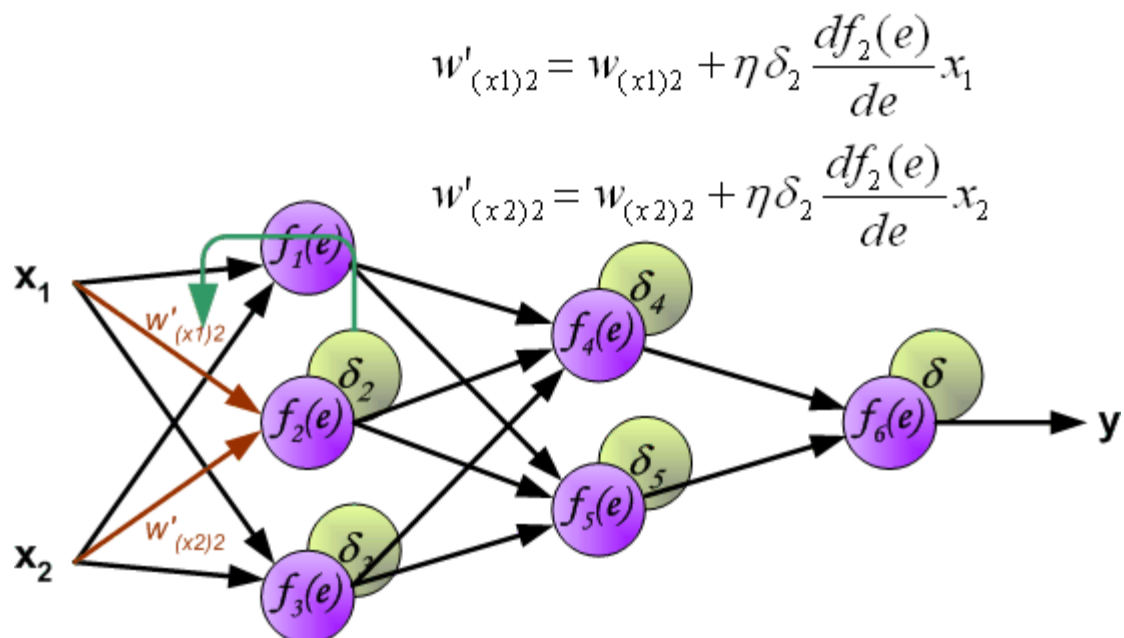 w'(x1)2 = w(x1)2 + η δ2 df2(e)/de x1
w'(x2)2 = w(x2)2 + η δ2 df2(e)/de x2
f1(e)
x1
δ4
w'(x1)2
f4(e)
δ2
δ
f2(e)
f6(e)
y
δ5
f5(e)
w'(x2)2
x2
δ3
f3(e)